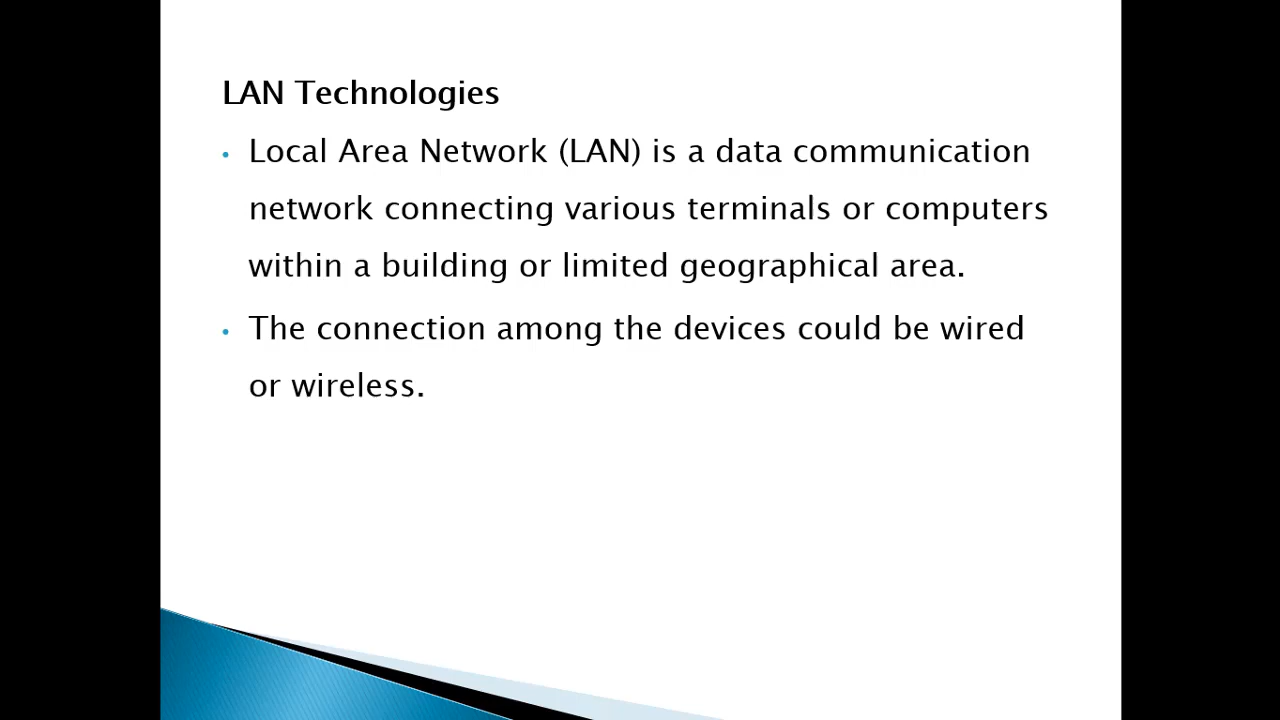 LAN Technologies
• Local Area Network (LAN) is a data communication
network connecting various terminals or computers
within a building or limited geographical area.
• The connection among the devices could be wired
or wireless.